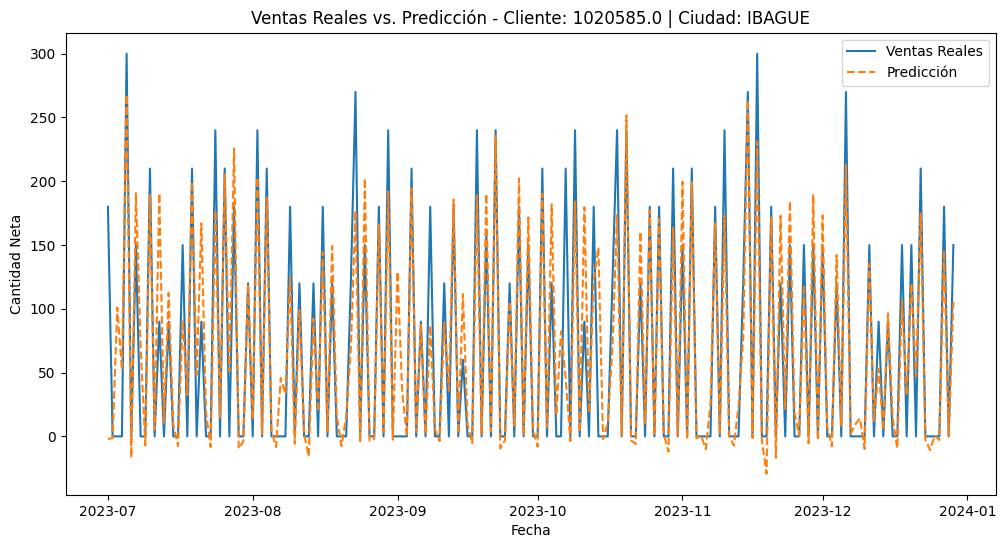 Ventas Reales vs. Predicción - Cliente: 1020585.0 | Ciudad: IBAGUE
Ventas Reales
Predicción
Cantidad Neta
300
250
200
150
100
50
0
2023-07
2023-08
2023-09
2023-10
2023-11
2023-12
2024-01
Fecha